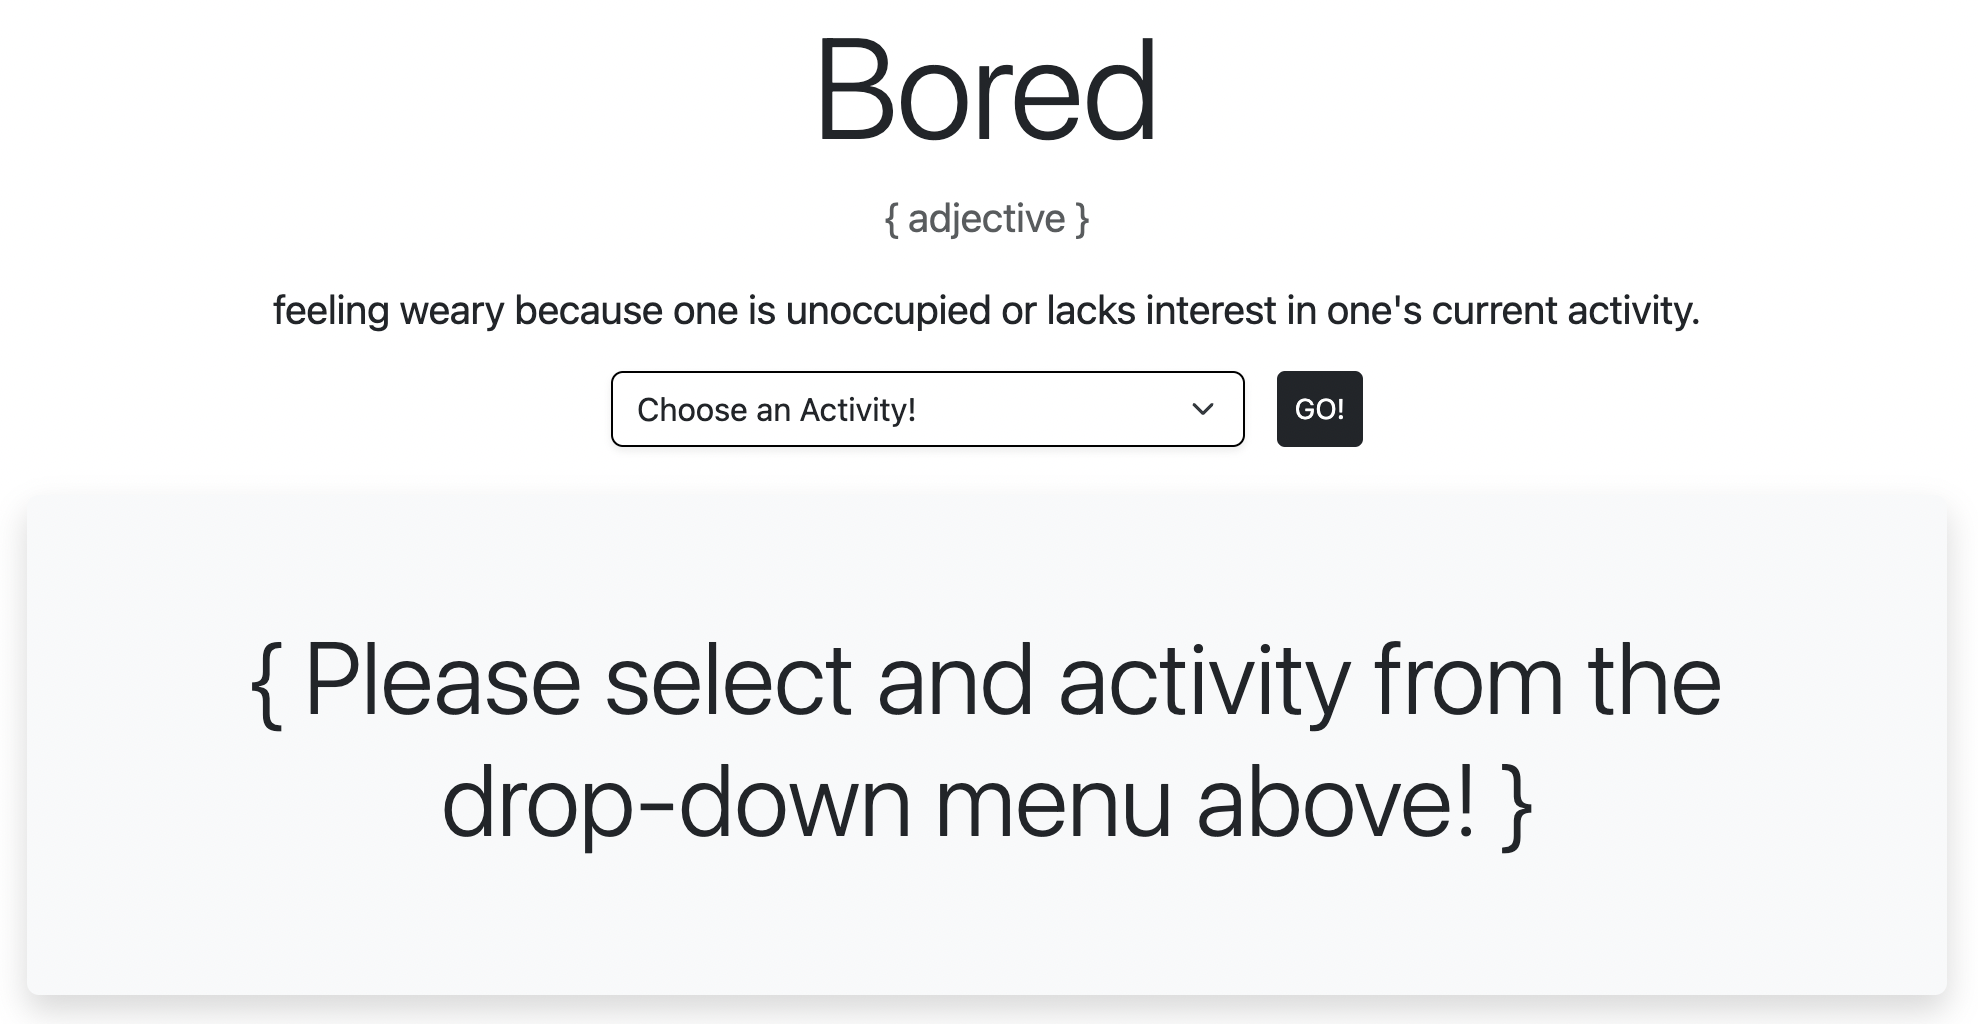 Bored
{ adjective }
feeling weary because one is unoccupied or lacks interest in one's current activity.
Choose an Activity!
GO!
{ Please select and activity from the
drop-down menu above! }